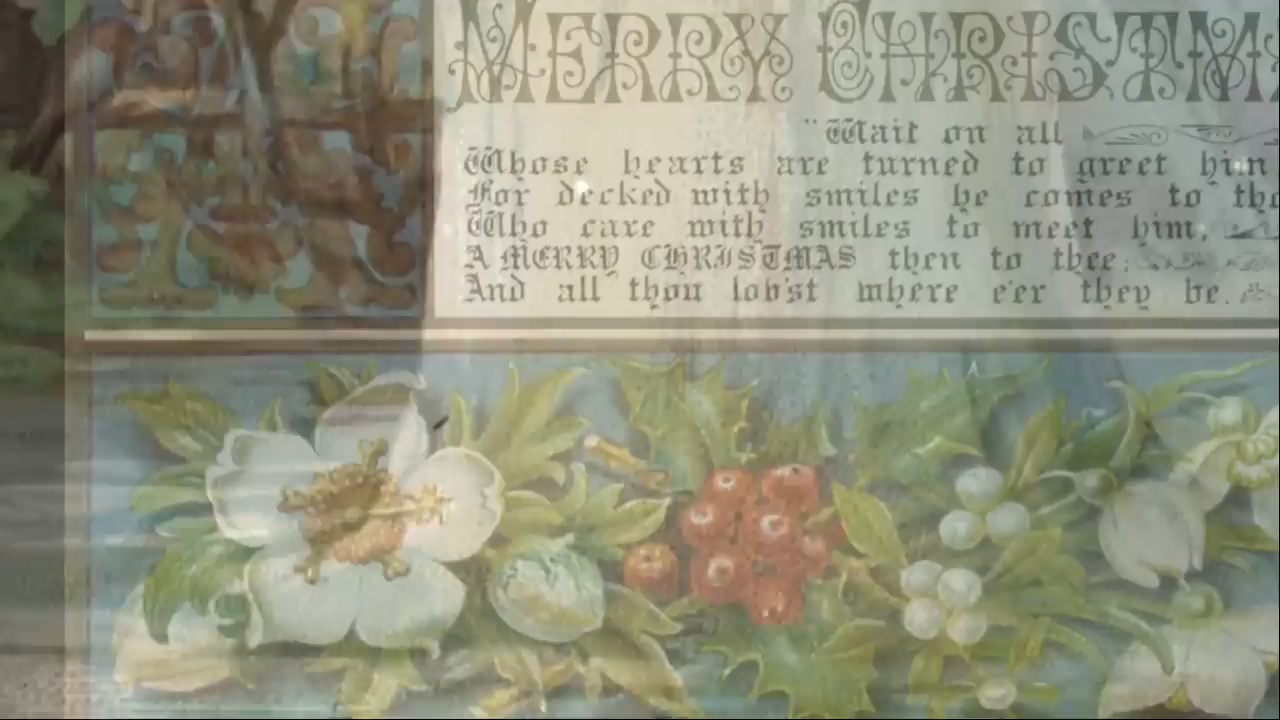 MERRY CHRISTM
"Wait on all
Whose hearts are turned to greet him
For decked with smiles he comes to the
Who care with smiles to meet him,
A MERRY CHRISTMAS then to thee:
And all thou lov'st where e'er they be.